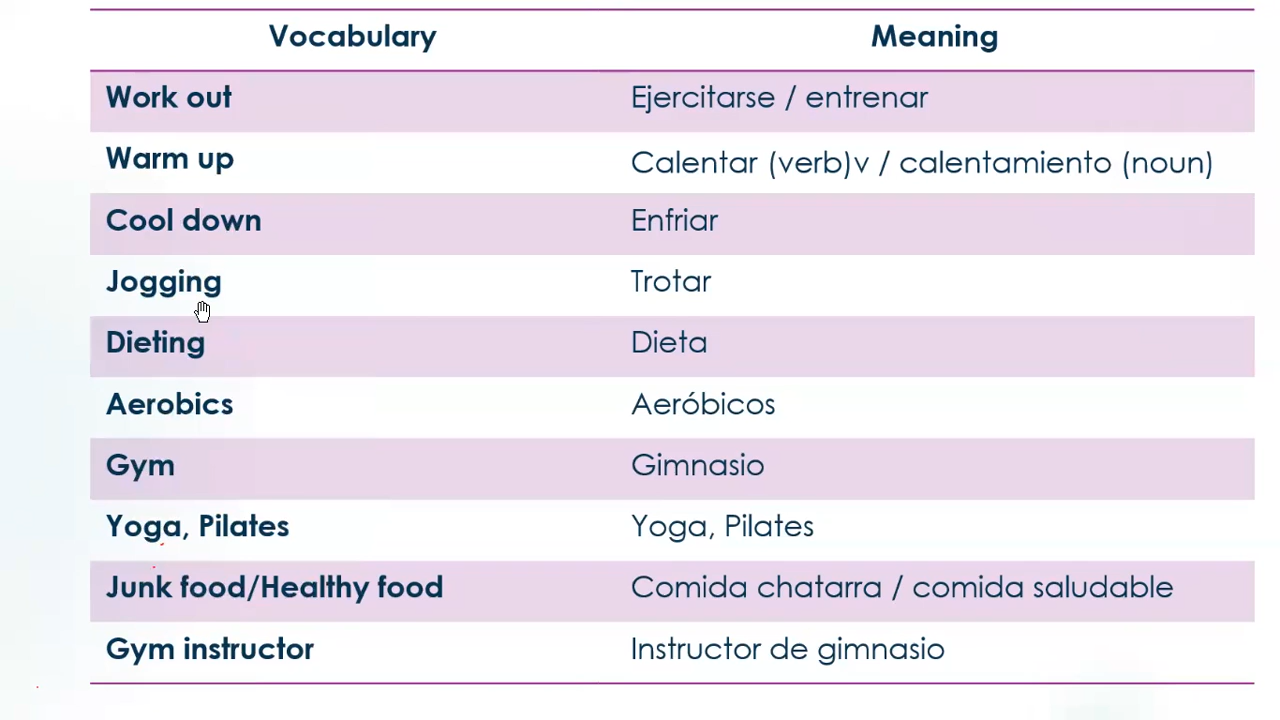 Vocabulary Meaning
Work out Ejercitarse / entrenar
Warm up Calentar (verb)v / calentamiento (noun)
Cool down Enfriar
Jogging Trotar
Dieting Dieta
Aerobics Aeróbicos
Gym Gimnasio
Yoga, Pilates Yoga, Pilates
Junk food/Healthy food Comida chatarra / comida saludable
Gym instructor Instructor de gimnasio